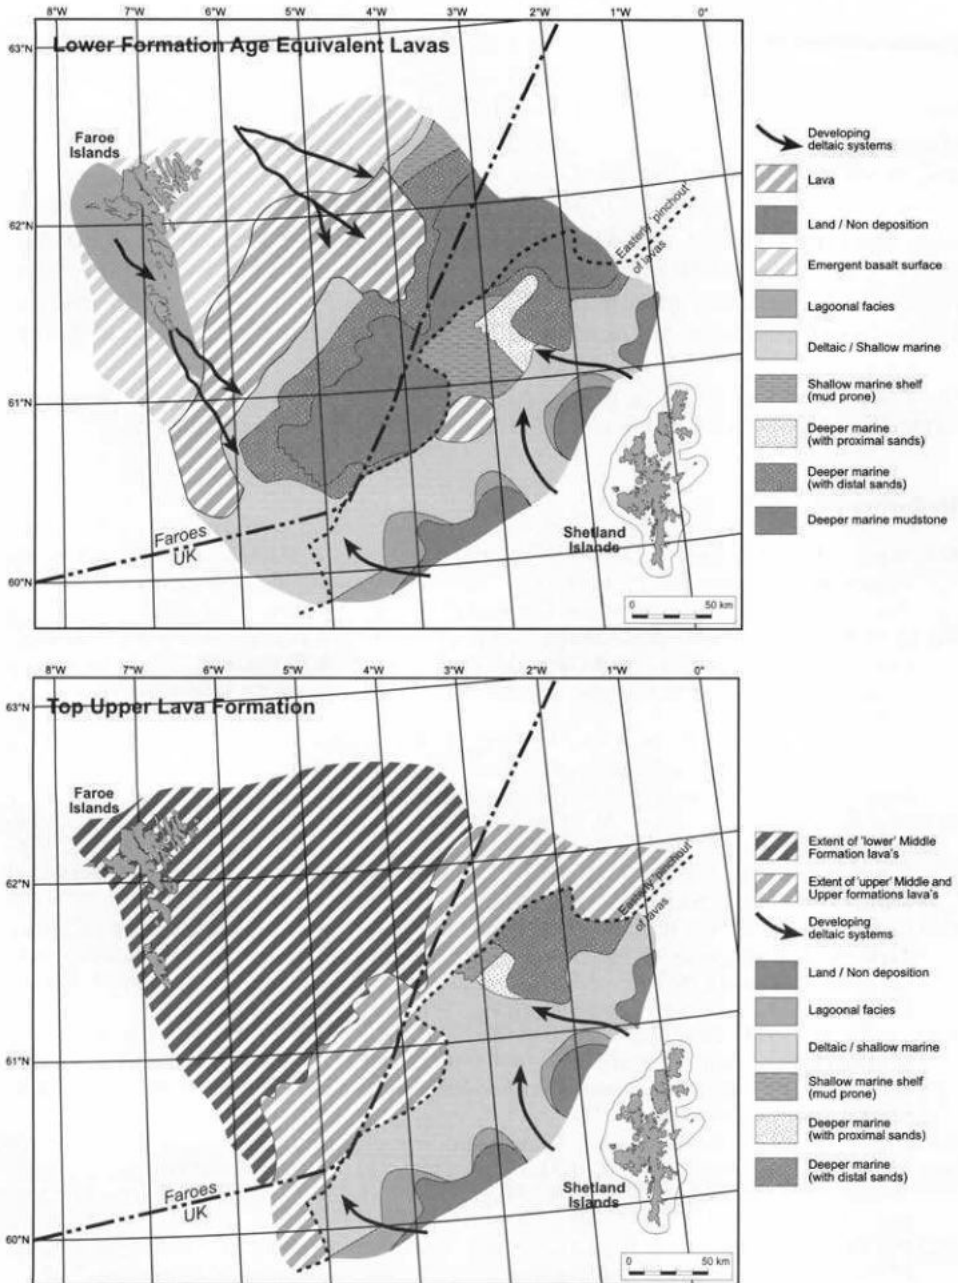 8°W 7°W 6°W 5°W 4°W 3°W 2°W 1°W 0°
63°N
Lower Formation Age Equivalent Lavas
Faroe
Islands
62°N
61°N
60°N
Easterly 'pinchout'
of lavas
Faroes
UK
Shetland
Islands
0 50 km
Developing
deltaic systems
Lava
Land / Non deposition
Emergent basalt surface
Lagoonal facies
Deltaic / Shallow marine
Shallow marine shelf
(mud prone)
Deeper marine
(with proximal sands)
Deeper marine
(with distal sands)
Deeper marine mudstone
8°W 7°W 6°W 5°W 4°W 3°W 2°W 1°W 0°
63°N
Top Upper Lava Formation
Faroe
Islands
62°N
61°N
60°N
Easterly 'pinchout'
of lavas
Faroes
UK
Shetland
Islands
0 50 km
Extent of 'lower' Middle
Formation lava's
Extent of 'upper' Middle and
Upper formations lava's
Developing
deltaic systems
Land / Non deposition
Lagoonal facies
Deltaic / shallow marine
Shallow marine shelf
(mud prone)
Deeper marine
(with proximal sands)
Deeper marine
(with distal sands)